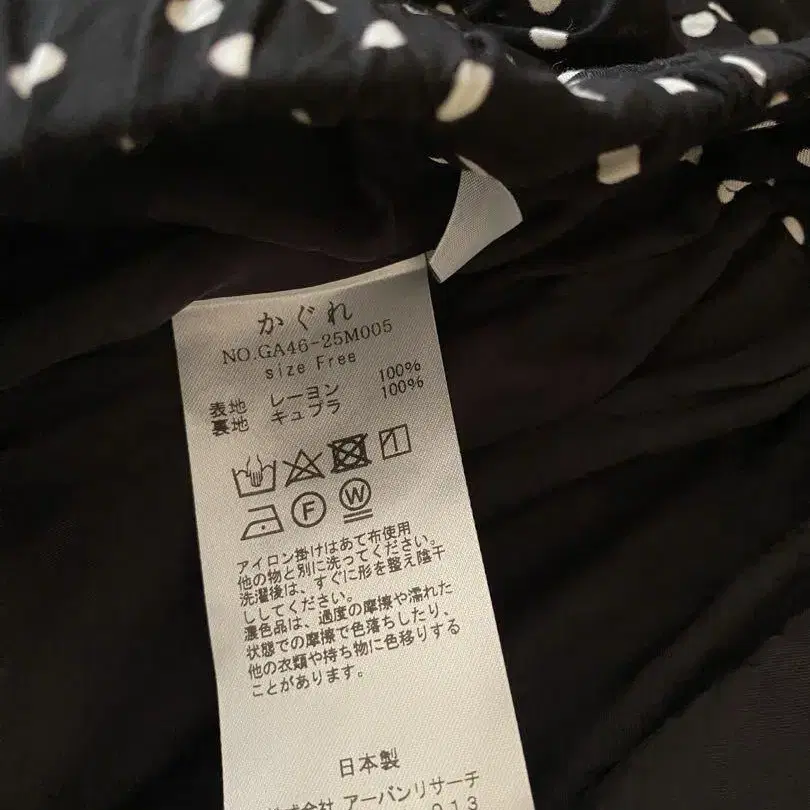 かぐれ
NO.GA46-25M005
size Free
表地 レーヨン 100%
裏地 キュプラ 100%
F W
アイロン掛けはあて布使用
他の物と別に洗ってください。
洗濯後は、すぐに形を整え陰干
ししてください。
濃色品は、過度の摩擦や濡れた
状態での摩擦で色落ちしたり、
他の衣類や持ち物に色移りする
ことがあります。
日本製
株式会社 アーバンリサーチ
013